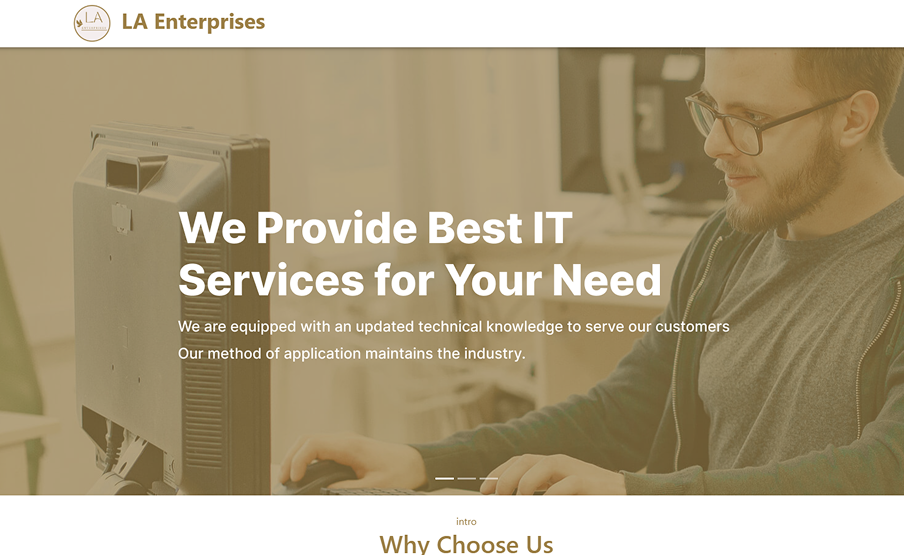 LA
LA Enterprises
We Provide Best IT
Services for Your Need
We are equipped with an updated technical knowledge to serve our customers
Our method of application maintains the industry.
intro
Why Choose Us